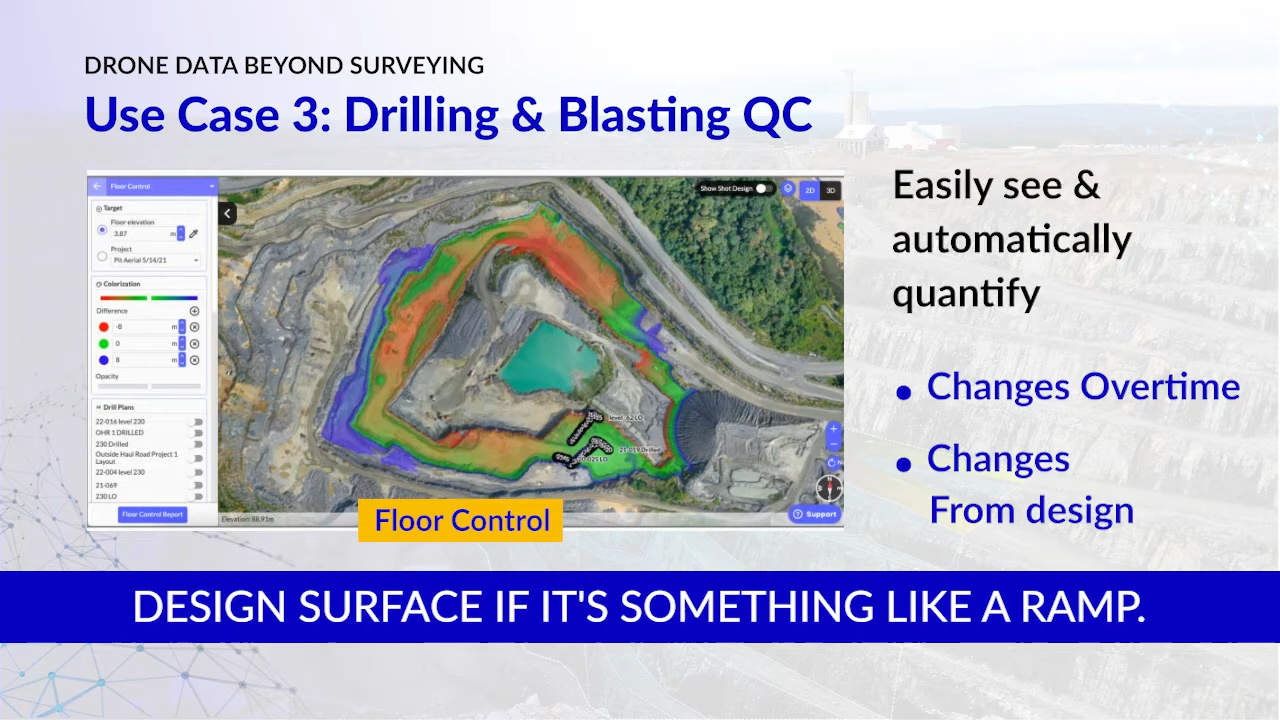 DRONE DATA BEYOND SURVEYING
Use Case 3: Drilling & Blasting QC
Floor Control
Target
Floor elevation
3.87 m
Project
Pit Aerial 5/14/21
Colorization
Difference
-8 m
0 m
8 m
Opacity
Drill Plans
22-016 level 230
OHR 1 DRILLED
230 Drilled
Outside Haul Road Project 1
Layout
22-004 level 230
21-069
230 LO
Floor Control Report
Show Shot Design
2D 3D
Elevation: 88.91m
Support
Floor Control
Easily see &
automatically
quantify
• Changes Overtime
• Changes
From design
DESIGN SURFACE IF IT'S SOMETHING LIKE A RAMP.